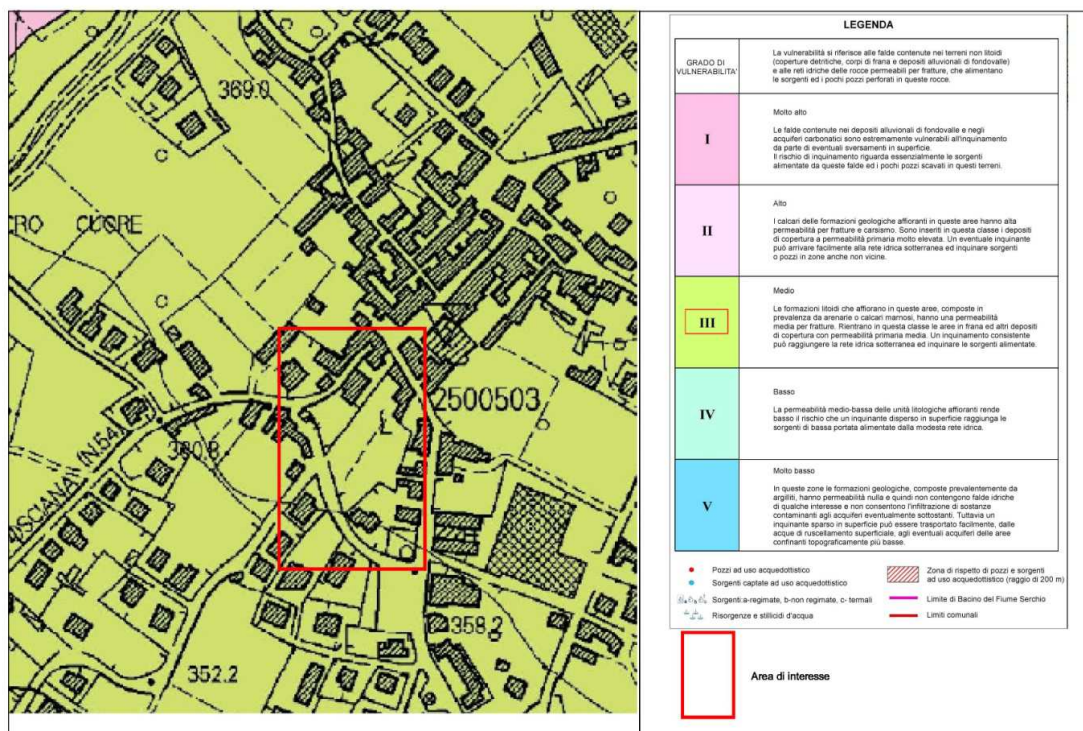 369.0
CRO CUORE
2500503
360.8
OSCANA (N.54
358.2
352.2
LEGENDA
GRADO DI
VULNERABILITA'
La vulnerabilità si riferisce alle falde contenute nei terreni non litoidi
(coperture detritiche, corpi di frana e depositi alluvionali di fondovalle)
e alle reti idriche delle rocce permeabili per fratture, che alimentano
le sorgenti ed i pochi pozzi perforati in queste rocce.
I
Molto alto
Le falde contenute nei depositi alluvionali di fondovalle e negli
acquiferi carbonatici sono estremamente vulnerabili all'inquinamento
da parte di eventuali sversamenti in superficie.
Il rischio di inquinamento riguarda essenzialmente le sorgenti
alimentate da queste falde ed i pochi pozzi scavati in questi terreni.
II
Alto
I calcari delle formazioni geologiche affioranti in queste aree hanno alta
permeabilità per fratture e carsismo. Sono inseriti in questa classe i depositi
di copertura a permeabilità primaria molto elevata. Un eventuale inquinante
può arrivare facilmente alla rete idrica sotterranea ed inquinare sorgenti
o pozzi in zone anche non vicine.
III
Medio
Le formazioni litoidi che affiorano in queste aree, composte in
prevalenza da arenarie o calcari marnosi, hanno una permeabilità
media per fratture. Rientrano in questa classe le aree in frana ed altri depositi
di copertura con permeabilità primaria media. Un inquinamento consistente
può raggiungere la rete idrica sotterranea ed inquinare le sorgenti alimentate.
IV
Basso
La permeabilità medio-bassa delle unità litologiche affioranti rende
basso il rischio che un inquinante disperso in superficie raggiunga le
sorgenti di bassa portata alimentate dalla modesta rete idrica.
V
Molto basso
In queste zone le formazioni geologiche, composte prevalentemente da
argilliti, hanno permeabilità nulla e quindi non contengono falde idriche
di qualche interesse e non consentono l'infiltrazione di sostanze
contaminanti agli acquiferi eventualmente sottostanti. Tuttavia un
inquinante sparso in superficie può essere trasportato facilmente, dalle
acque di ruscellamento superficiale, agli eventuali acquiferi delle aree
confinanti topograficamente più basse.
Pozzi ad uso acquedottistico
Sorgenti captate ad uso acquedottistico
Sorgenti:a-regimate, b-non regimate, c- termali
Risorgenze e stillicidi d'acqua
Zona di rispetto di pozzi e sorgenti
ad uso acquedottistico (raggio di 200 m)
Limite di Bacino del Fiume Serchio
Limiti comunali
Area di interesse